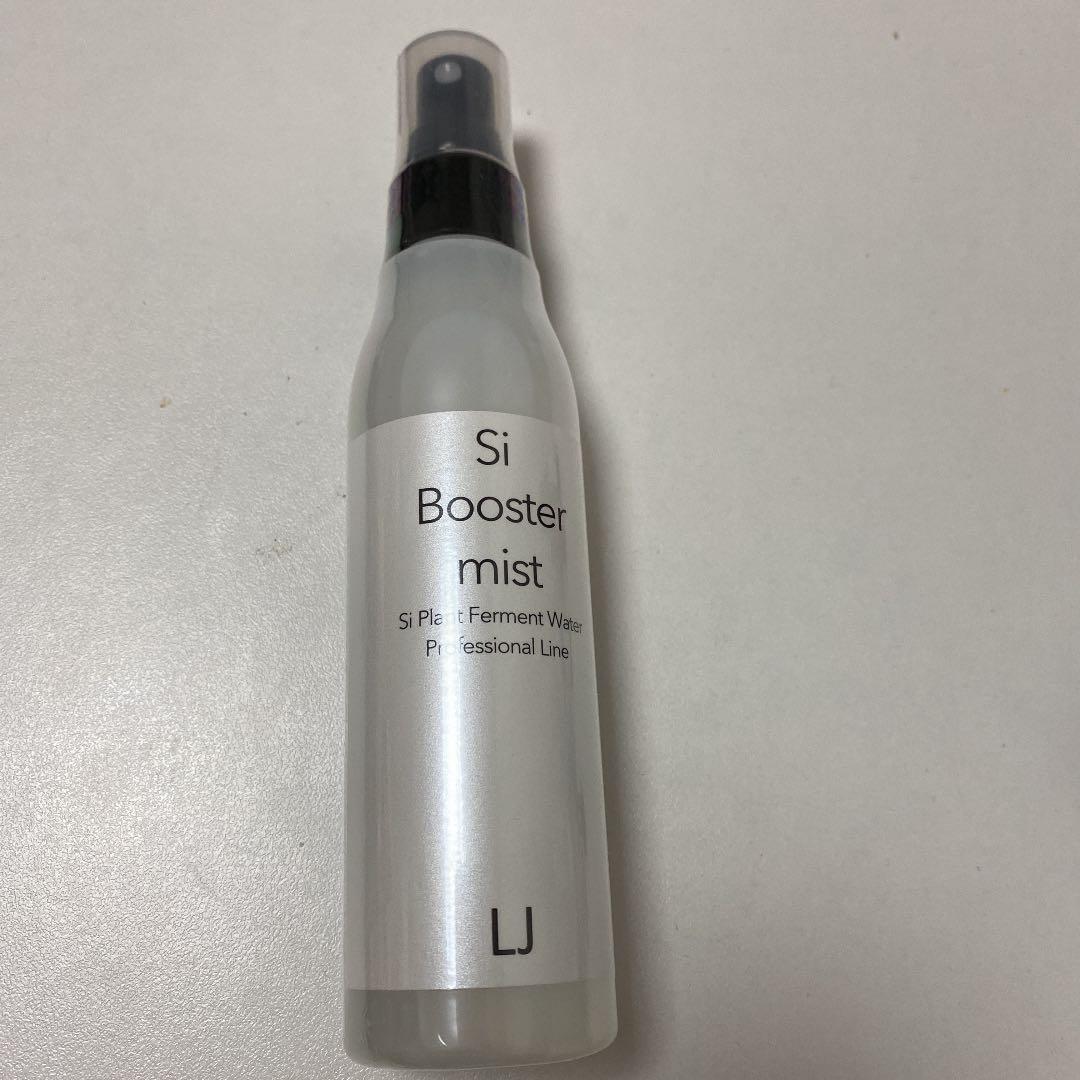 Si
Booster
mist
Si Plant Ferment Water
Professional Line
LJ